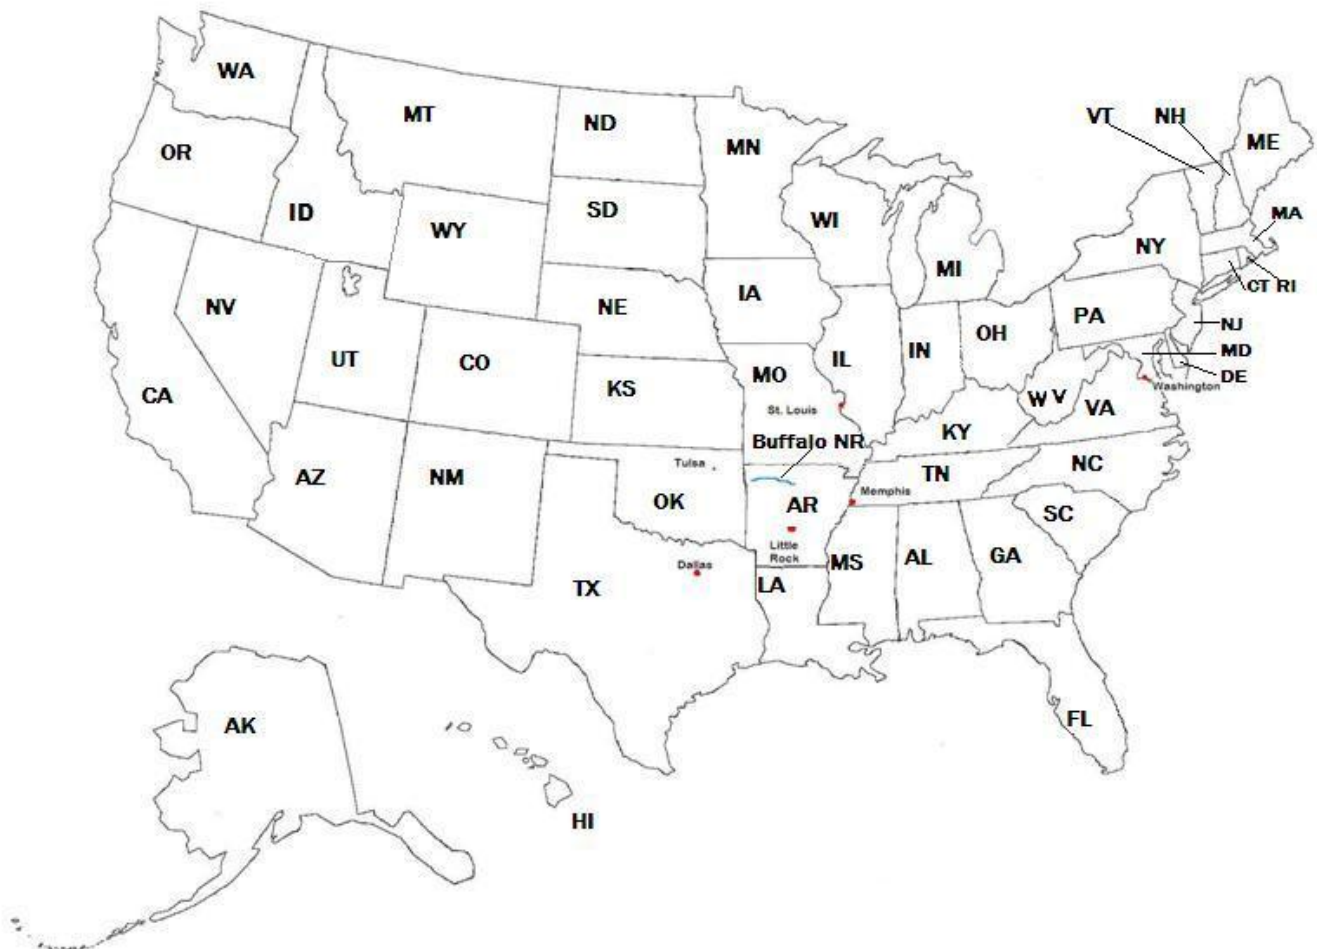 WA
MT
ND
MN
VT
NH
ME
OR
ID
SD
WI
MA
WY
NY
MI
CT RI
NV
NE
IA
PA
NJ
UT
CO
IL
IN
OH
MD
DE
CA
KS
MO
Washington
W V
VA
St. Louis
Buffalo NR
KY
Tulsa
TN
NC
AZ
NM
OK
AR
Memphis
SC
Little
Rock
Dallas
MS
AL
GA
TX
LA
FL
AK
HI